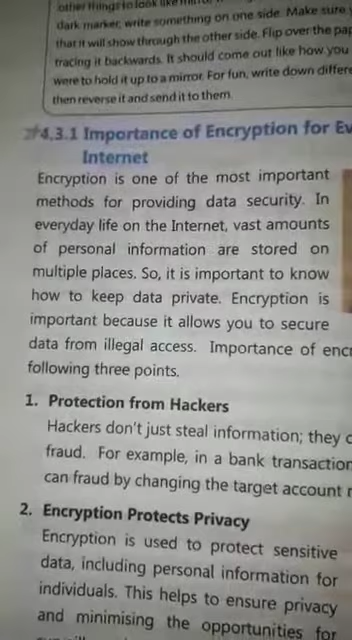 other things to look like
dark marker, write something on one side. Make sure
that it will show through the other side. Flip over the pap
tracing it backwards. It should come out like how you
were to hold it up to a mirror. For fun, write down differe
then reverse it and send it to them.
4.3.1 Importance of Encryption for Ev
Internet
Encryption is one of the most important
methods for providing data security. In
everyday life on the Internet, vast amounts
of personal information are stored on
multiple places. So, it is important to know
how to keep data private. Encryption is
important because it allows you to secure
data from illegal access. Importance of encr
following three points.
1. Protection from Hackers
Hackers don't just steal information; they c
fraud. For example, in a bank transaction
can fraud by changing the target account
2. Encryption Protects Privacy
Encryption is used to protect sensitive
data, including personal information for
individuals. This helps to ensure privacy
and minimising the opportunities for